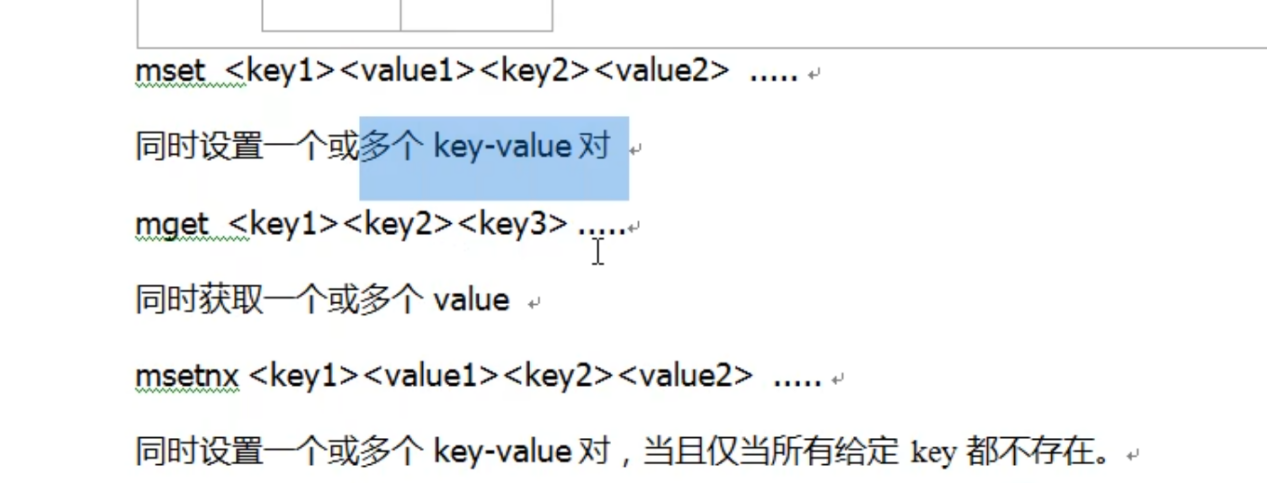 mset <key1><value1><key2><value2> .....
同时设置一个或多个 key-value 对
mget <key1><key2><key3> .....
同时获取一个或多个 value
msetnx <key1><value1><key2><value2> .....
同时设置一个或多个 key-value 对，当且仅当所有给定 key 都不存在。